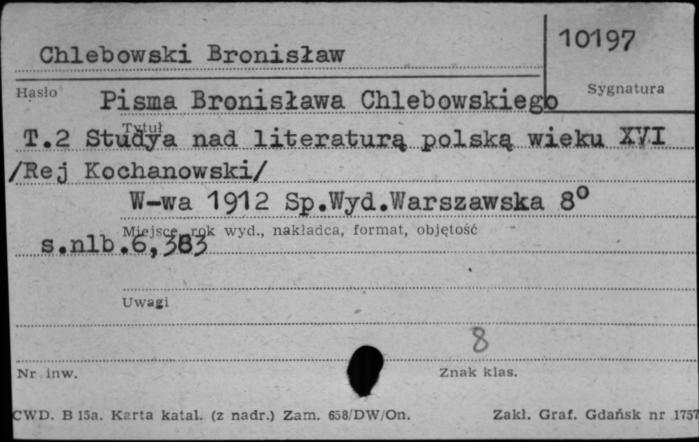 Chlebowski Bronisław
10197
Hasło
Sygnatura
Pisma Bronisława Chlebowskiego
Tytuł
T.2 Studya nad literaturą polską wieku XVI
/Rej Kochanowski/
W-wa 1912 Sp.Wyd.Warszawska 8°
Miejsce, rok wyd., nakładca, format, objętość
s.nlb.6,383
Uwagi
8
Nr inw.
Znak klas.
CWD. B 15a. Karta katal. (z nadr.) Zam. 658/DW/On.
Zakł. Graf. Gdańsk nr 1757